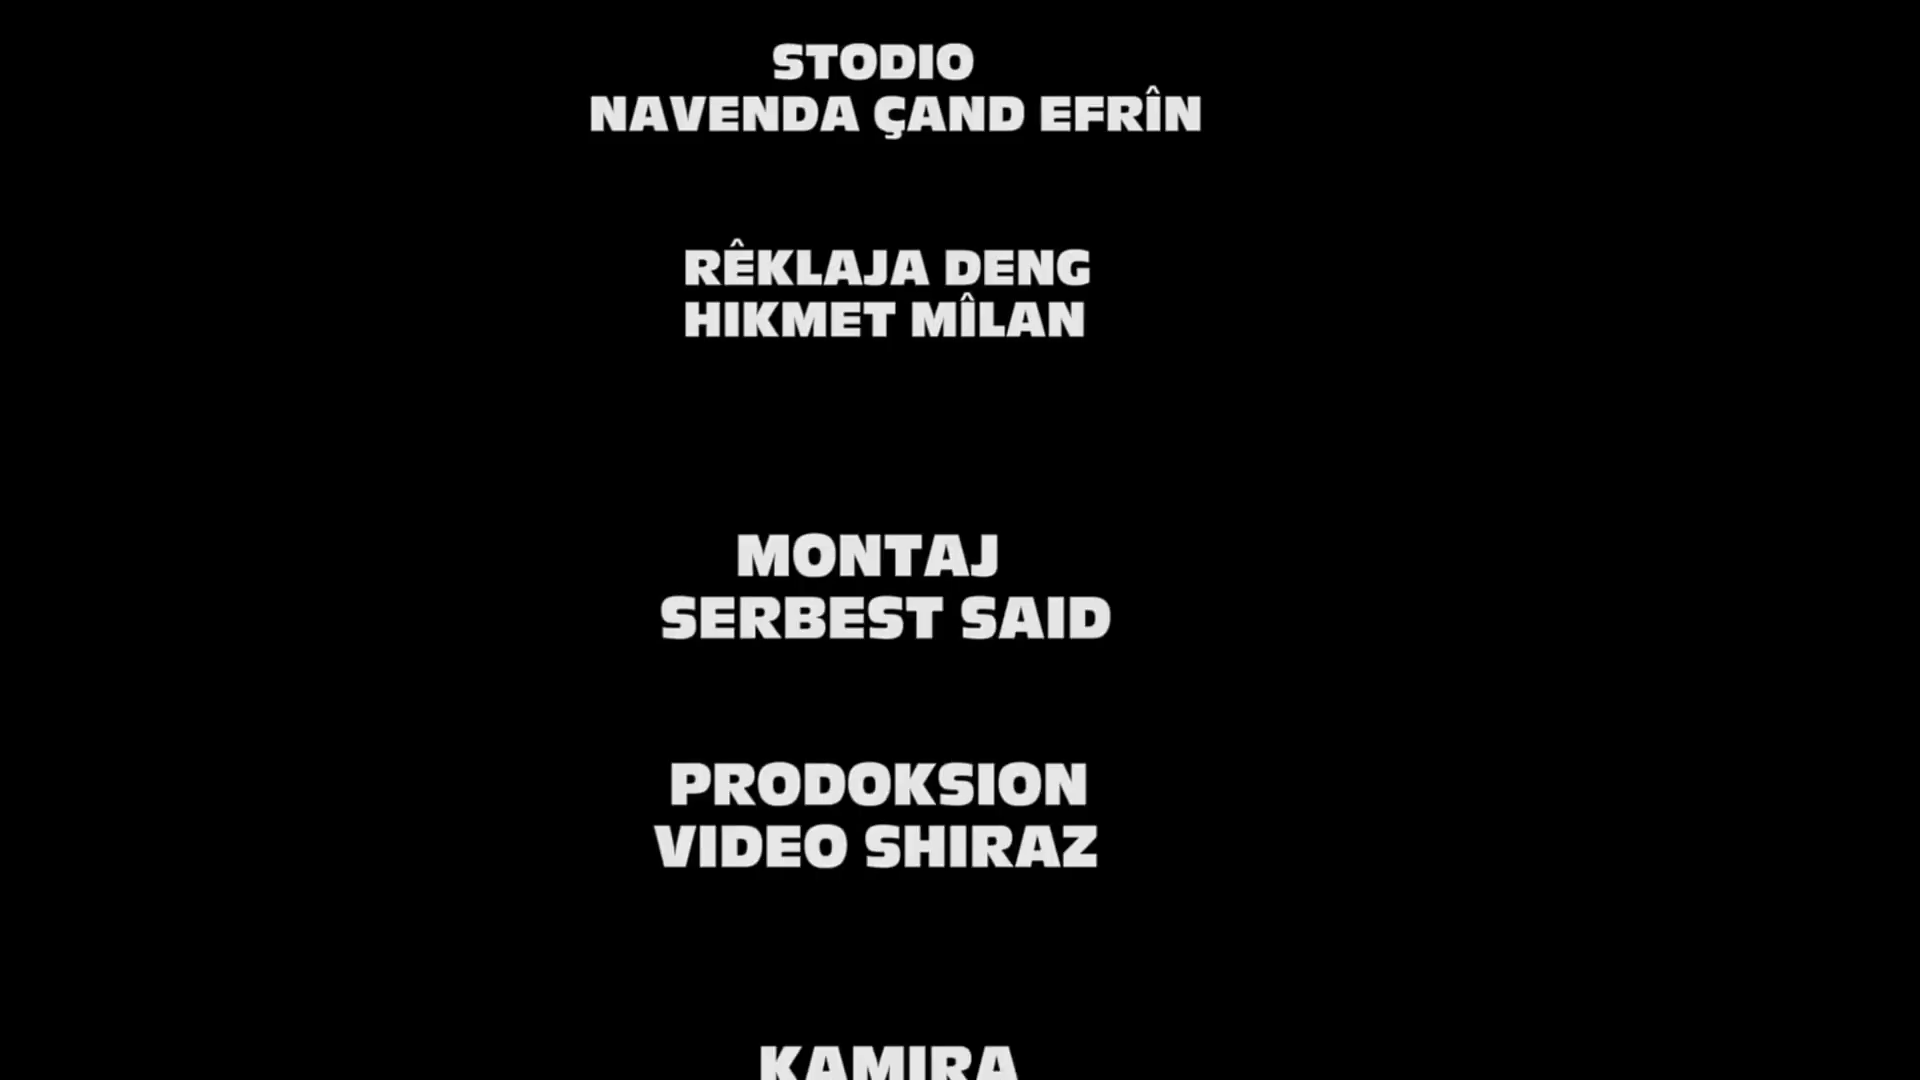 STODIO
NAVENDA ÇAND EFRÎN
RÊKLAJA DENG
HIKMET MÎLAN
MONTAJ
SERBEST SAID
PRODOKSION
VIDEO SHIRAZ
KAMIRA